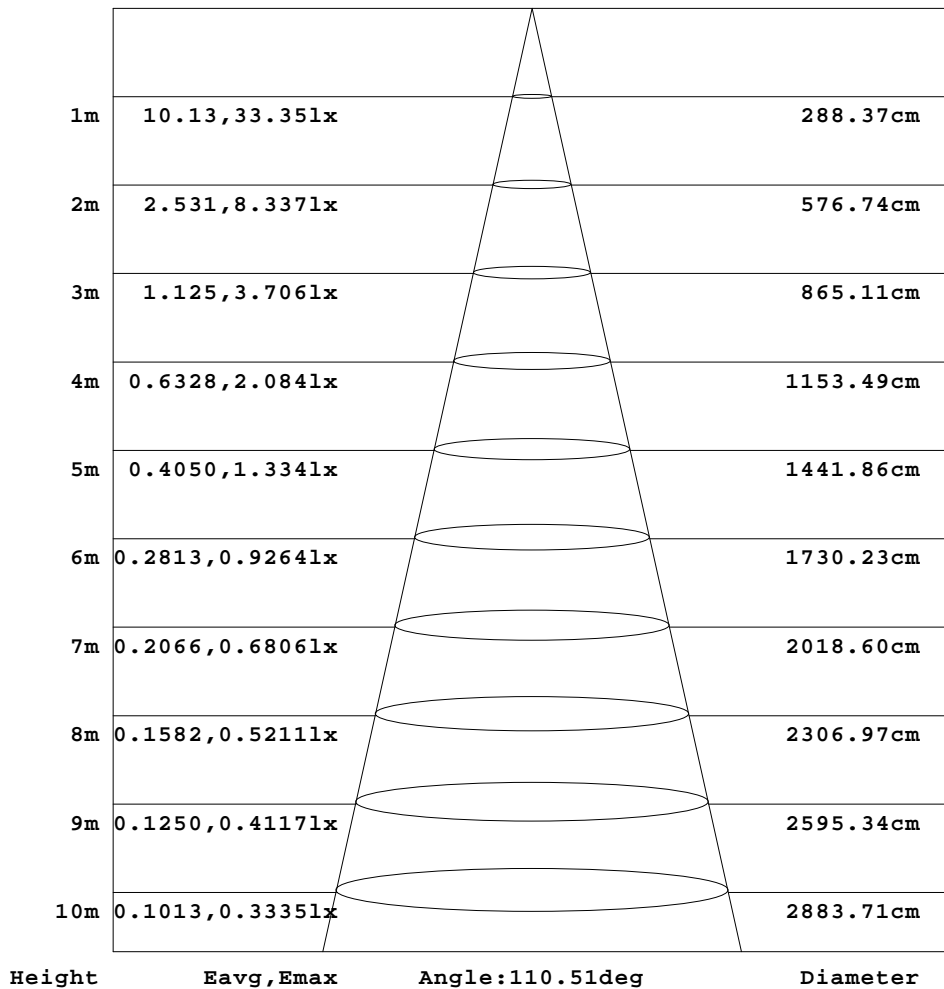 1m 10.13,33.35lx 288.37cm
2m 2.531,8.337lx 576.74cm
3m 1.125,3.706lx 865.11cm
4m 0.6328,2.084lx 1153.49cm
5m 0.4050,1.334lx 1441.86cm
6m 0.2813,0.9264lx 1730.23cm
7m 0.2066,0.6806lx 2018.60cm
8m 0.1582,0.5211lx 2306.97cm
9m 0.1250,0.4117lx 2595.34cm
10m 0.1013,0.3335lx 2883.71cm
Height Eavg,Emax Angle:110.51deg Diameter